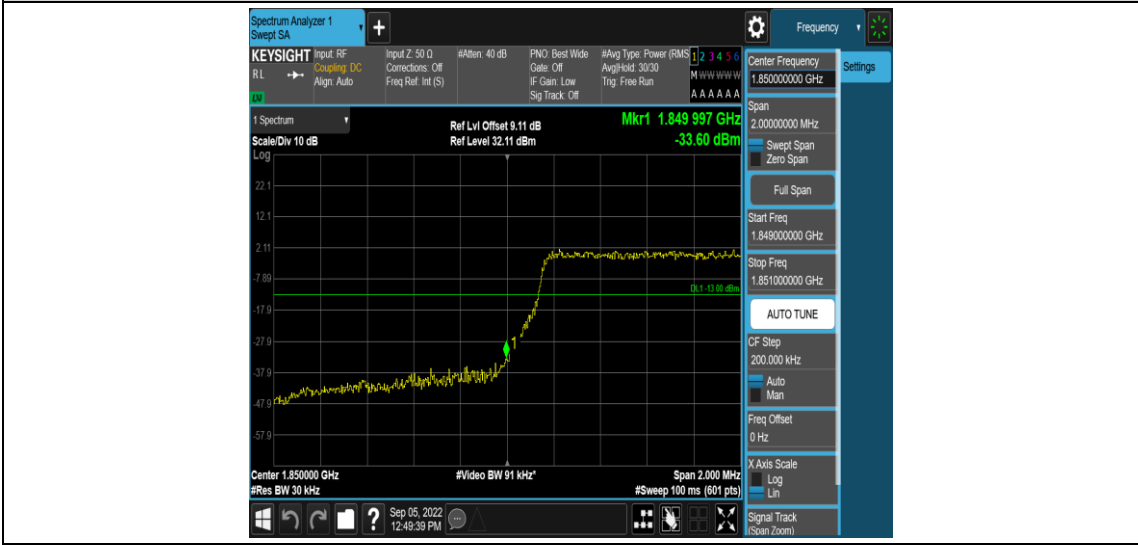 Spectrum Analyzer 1
Swept SA
+
Frequency
KEYSIGHT
RL
LM
Input: RF
Coupling: DC
Align: Auto
Input Z: 50 Ω
Corrections: Off
Freq Ref: Int (S)
#Atten: 40 dB
PNO: Best Wide
Gate: Off
IF Gain: Low
Sig Track: Off
#Avg Type: Power (RMS
Avg|Hold: 30/30
Trig: Free Run
1 2 3 4 5 6
M W W W W W
A A A A A A
Center Frequency
1.850000000 GHz
Settings
Span
2.00000000 MHz
Swept Span
Zero Span
Full Span
Start Freq
1.849000000 GHz
Stop Freq
1.851000000 GHz
AUTO TUNE
CF Step
200.000 kHz
Auto
Man
Freq Offset
0 Hz
X Axis Scale
Log
Lin
Signal Track
(Span Zoom)
1 Spectrum
Scale/Div 10 dB
Log
Ref Lvl Offset 9.11 dB
Ref Level 32.11 dBm
Mkr1 1.849 997 GHz
-33.60 dBm
22.1
12.1
2.11
-7.89
DL1 -13.00 dBm
-17.9
-27.9
1
-37.9
-47.9
-57.9
Center 1.850000 GHz
#Res BW 30 kHz
#Video BW 91 kHz*
Span 2.000 MHz
#Sweep 100 ms (601 pts)
?
Sep 05, 2022
12:49:39 PM